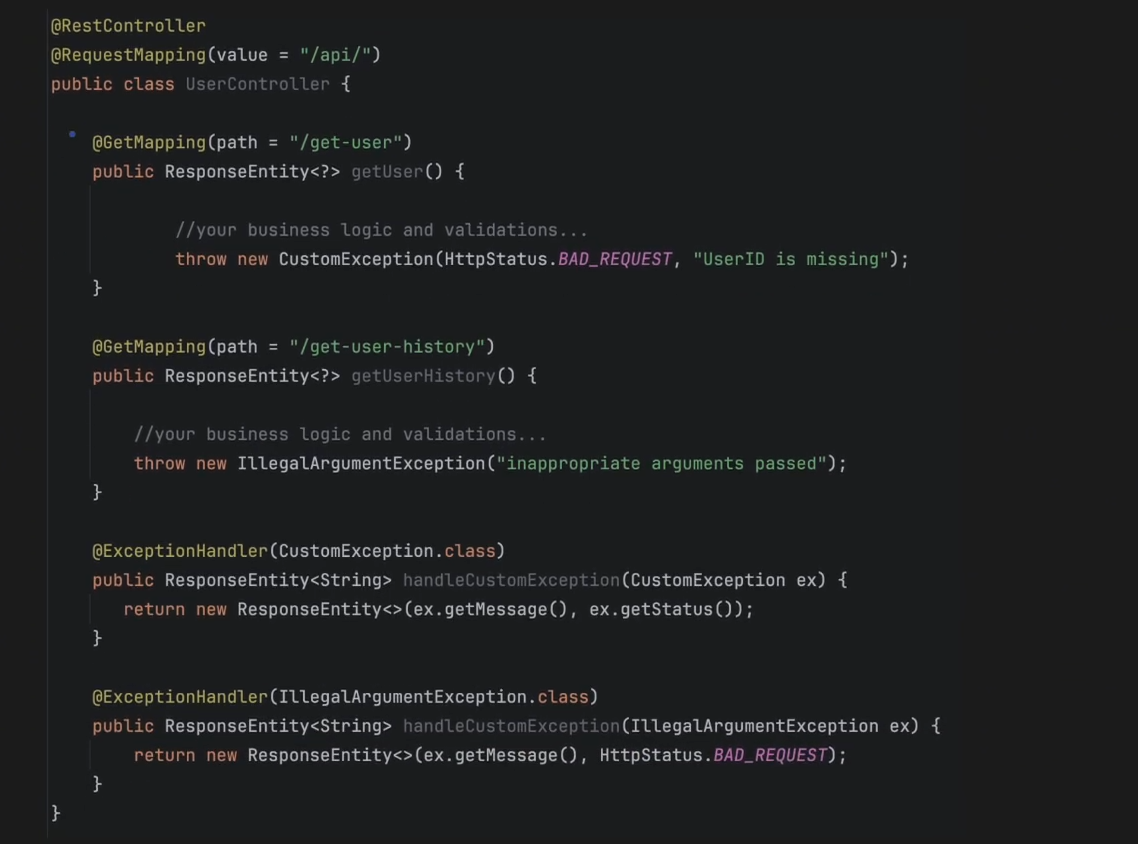 @RestController
@RequestMapping(value = "/api/")
public class UserController {
@GetMapping(path = "/get-user")
public ResponseEntity<?> getUser() {
//your business logic and validations...
throw new CustomException(HttpStatus.BAD_REQUEST, "UserID is missing");
}
@GetMapping(path = "/get-user-history")
public ResponseEntity<?> getUserHistory() {
//your business logic and validations...
throw new IllegalArgumentException("inappropriate arguments passed");
}
@ExceptionHandler(CustomException.class)
public ResponseEntity<String> handleCustomException(CustomException ex) {
return new ResponseEntity<>(ex.getMessage(), ex.getStatus());
}
@ExceptionHandler(IllegalArgumentException.class)
public ResponseEntity<String> handleCustomException(IllegalArgumentException ex) {
return new ResponseEntity<>(ex.getMessage(), HttpStatus.BAD_REQUEST);
}
}